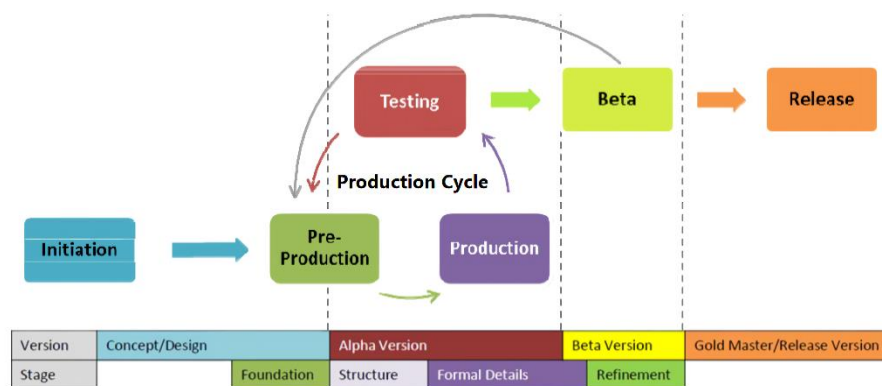 Testing
Beta
Release
Production Cycle
Initiation
Pre-
Production
Production
Version
Concept/Design
Alpha Version
Beta Version
Gold Master/Release Version
Stage
Foundation
Structure
Formal Details
Refinement